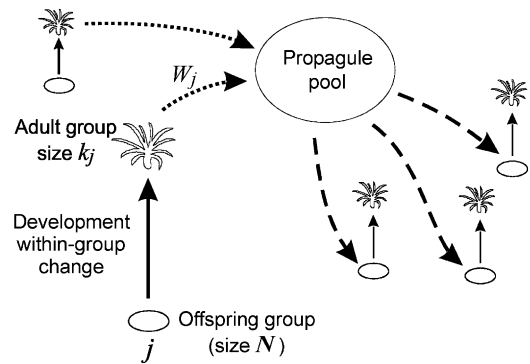 Propagule
pool
W_j
Adult group
size k_j
Development
within-group
change
Offspring group
(size N)
j